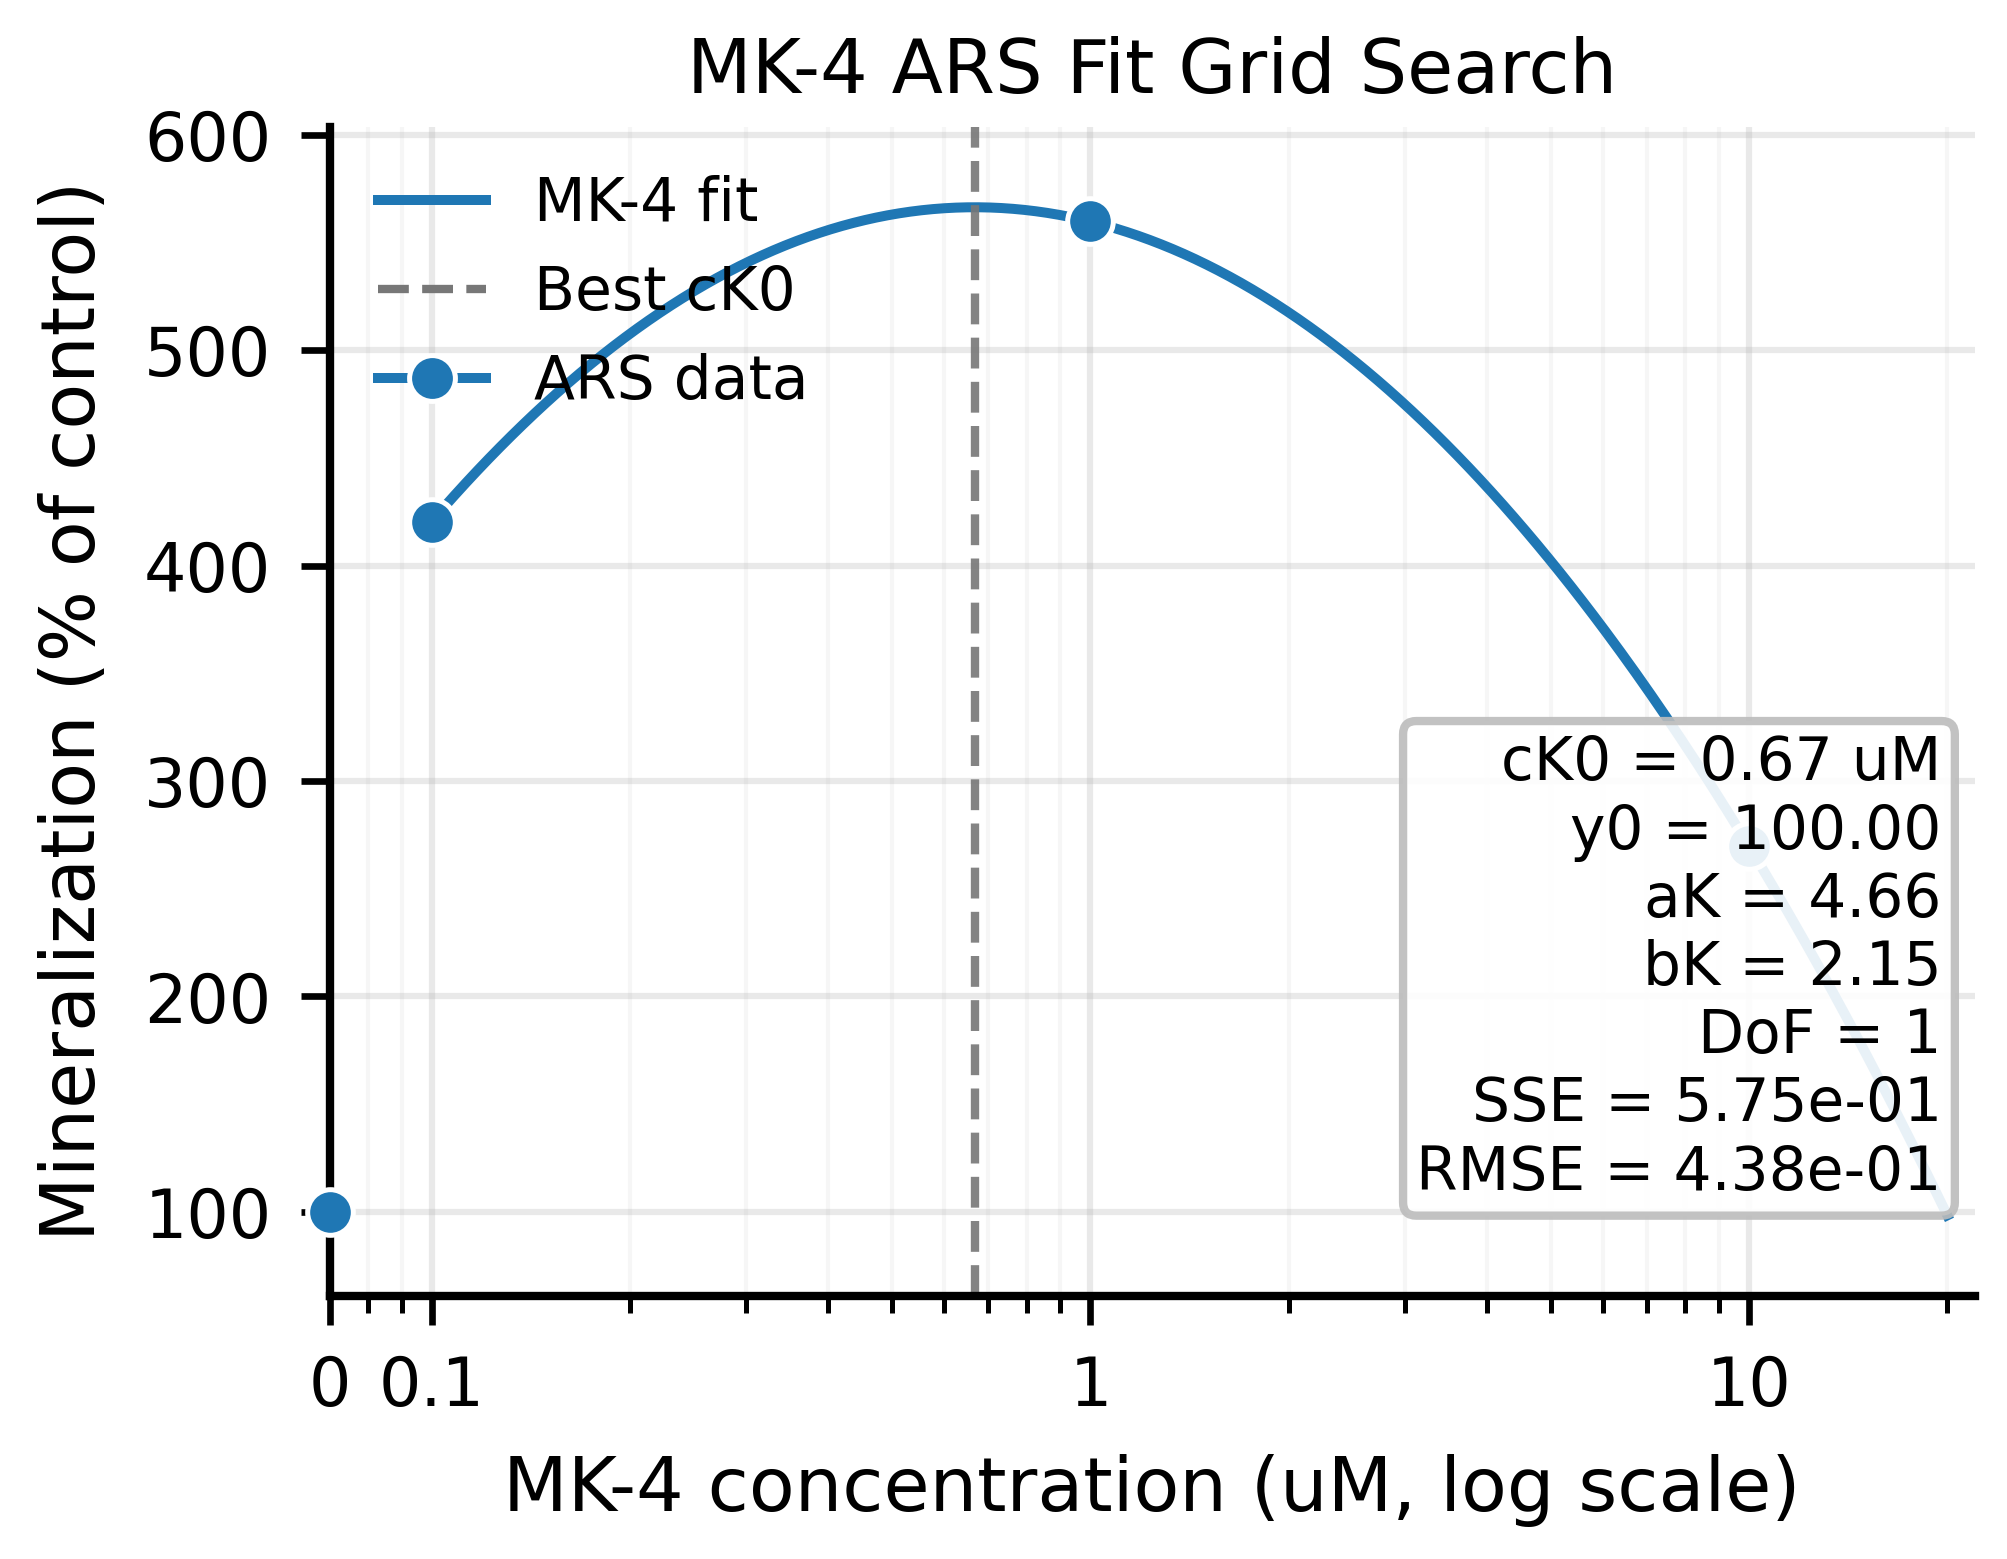 MK-4 ARS Fit Grid Search
Mineralization (% of control)
600
500
400
300
200
100
MK-4 fit
Best cK0
ARS data
cK0 = 0.67 uM
y0 = 100.00
aK = 4.66
bK = 2.15
DoF = 1
SSE = 5.75e-01
RMSE = 4.38e-01
0 0.1 1 10
MK-4 concentration (uM, log scale)